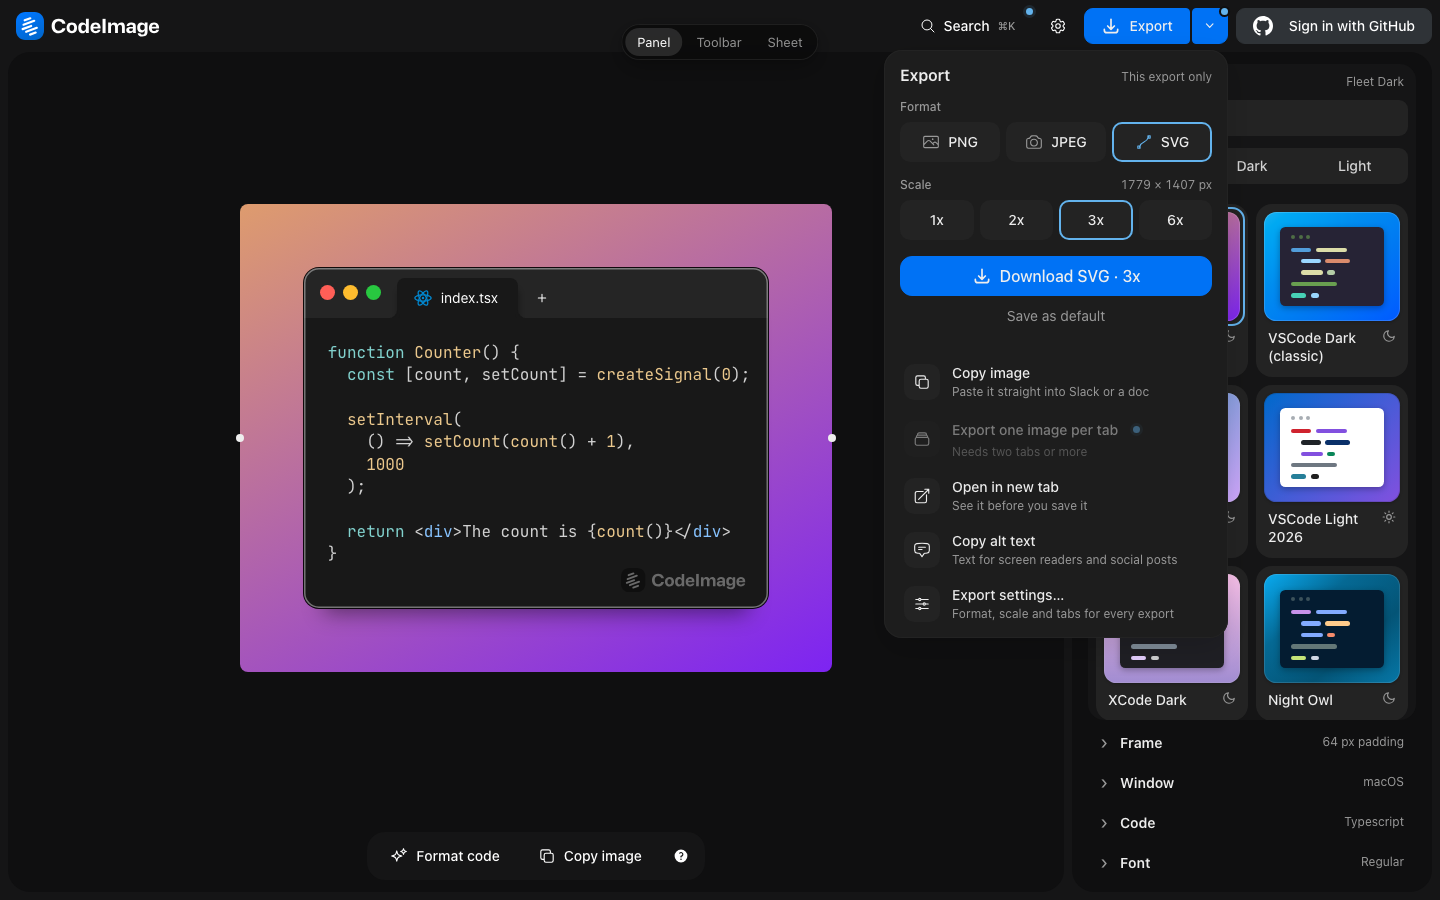 CodeImage
Panel
Toolbar
Sheet
Search ⌘K
Export
Sign in with GitHub
Export
This export only
Format
PNG
JPEG
SVG
Scale
1779 × 1407 px
1x
2x
3x
6x
Download SVG · 3x
Save as default
Copy image
Paste it straight into Slack or a doc
Export one image per tab
Needs two tabs or more
Open in new tab
See it before you save it
Copy alt text
Text for screen readers and social posts
Export settings...
Format, scale and tabs for every export
index.tsx
+
function Counter() {
  const [count, setCount] = createSignal(0);
  setInterval(
    () => setCount(count() + 1),
    1000
  );
  return <div>The count is {count()}</div>
}
CodeImage
Format code
Copy image
?
Fleet Dark
Dark
Light
VSCode Dark
(classic)
VSCode Light
2026
XCode Dark
Night Owl
Frame
64 px padding
Window
macOS
Code
Typescript
Font
Regular